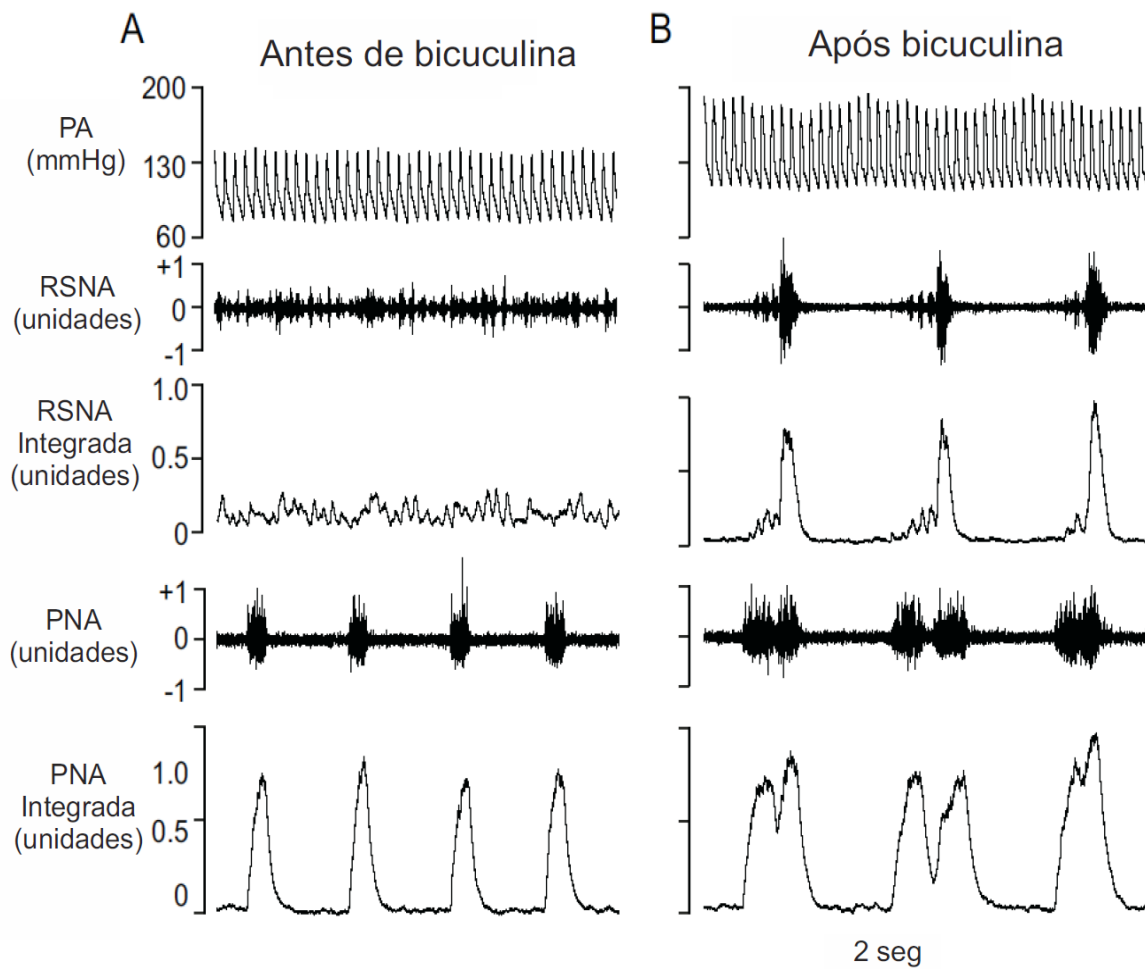 A
Antes de bicuculina
B
Após bicuculina
PA
(mmHg)
200
130
60
RSNA
(unidades)
+1
0
-1
RSNA
Integrada
(unidades)
1.0
0.5
0
PNA
(unidades)
+1
0
-1
PNA
Integrada
(unidades)
1.0
0.5
0
2 seg